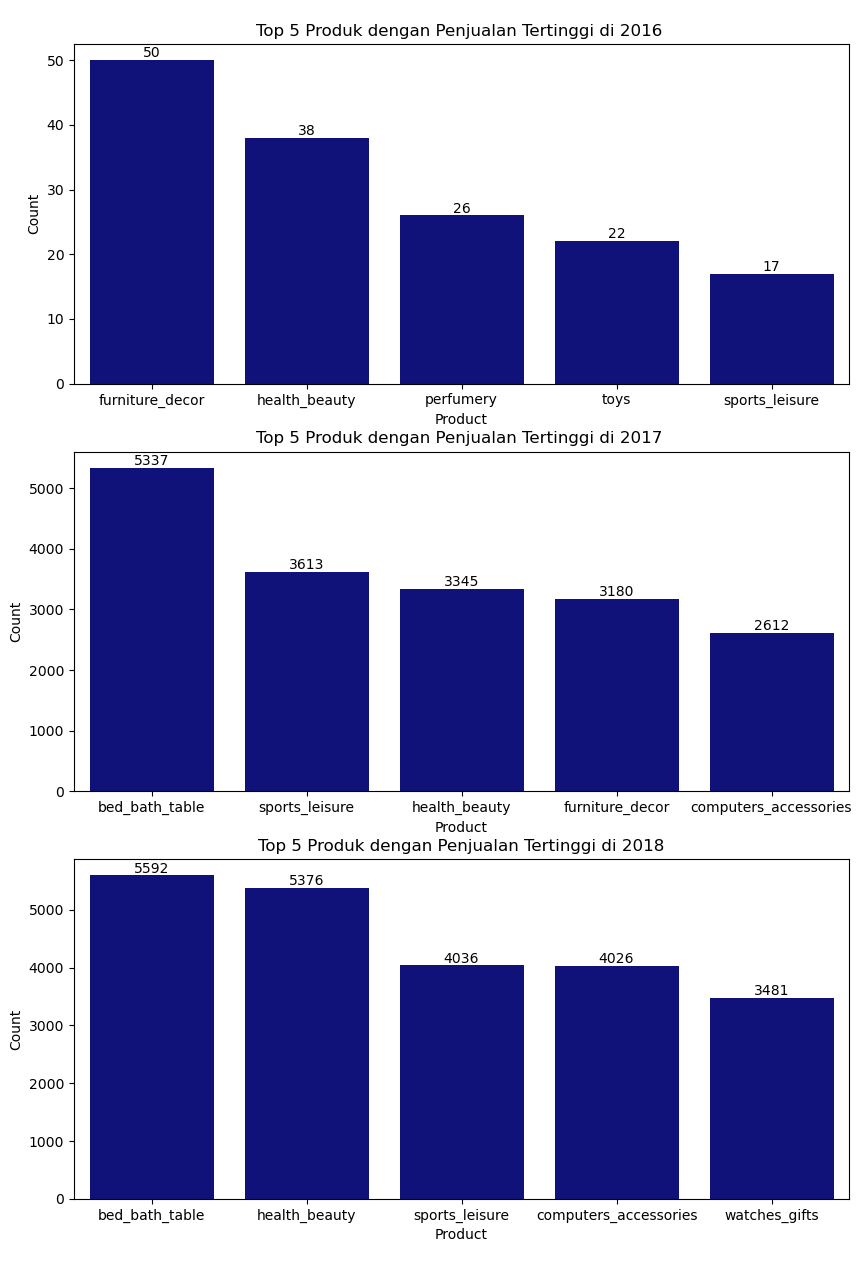 Top 5 Produk dengan Penjualan Tertinggi di 2016
50
38
26
22
17
50
40
30
20
10
0
Count
furniture_decor health_beauty perfumery toys sports_leisure
Product
Top 5 Produk dengan Penjualan Tertinggi di 2017
5337
3613
3345
3180
2612
5000
4000
3000
2000
1000
0
Count
bed_bath_table sports_leisure health_beauty furniture_decor computers_accessories
Product
Top 5 Produk dengan Penjualan Tertinggi di 2018
5592
5376
4036
4026
3481
5000
4000
3000
2000
1000
0
Count
bed_bath_table health_beauty sports_leisure computers_accessories watches_gifts
Product